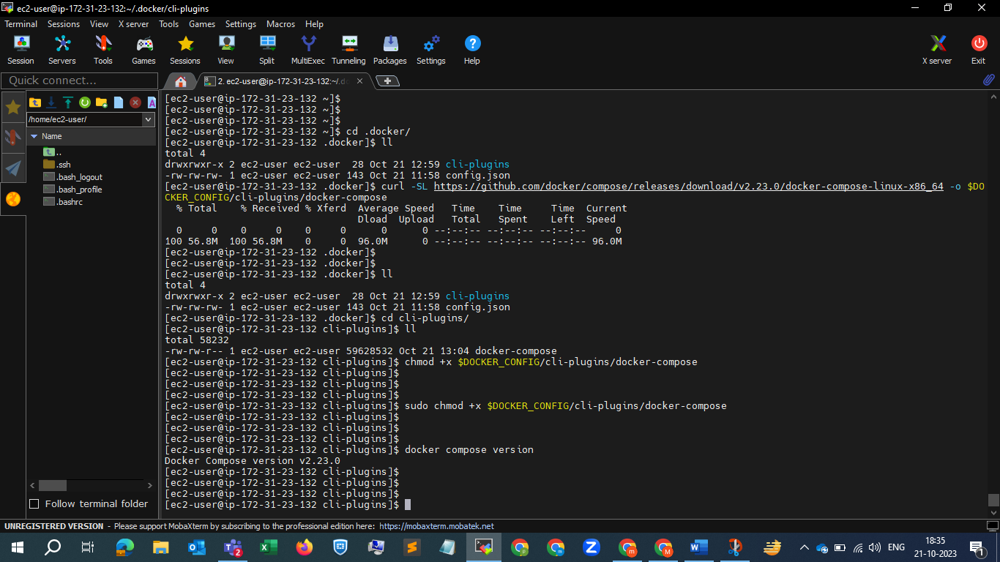 ec2-user@ip-172-31-23-132:~/.docker/cli-plugins
Terminal Sessions View X server Tools Games Settings Macros Help
Session Servers Tools Games Sessions View Split MultiExec Tunneling Packages Settings Help X server Exit
Quick connect...
2. ec2-user@ip-172-31-23-132:~/.dc
/home/ec2-user/
Name
..
.ssh
.bash_logout
.bash_profile
.bashrc
[ec2-user@ip-172-31-23-132 ~]$
[ec2-user@ip-172-31-23-132 ~]$
[ec2-user@ip-172-31-23-132 ~]$
[ec2-user@ip-172-31-23-132 ~]$ cd .docker/
[ec2-user@ip-172-31-23-132 .docker]$ ll
total 4
drwxrwxr-x 2 ec2-user ec2-user  28 Oct 21 12:59 cli-plugins
-rw-rw-rw- 1 ec2-user ec2-user 143 Oct 21 11:58 config.json
[ec2-user@ip-172-31-23-132 .docker]$ curl -SL https://github.com/docker/compose/releases/download/v2.23.0/docker-compose-linux-x86_64 -o $DO
CKER_CONFIG/cli-plugins/docker-compose
  % Total    % Received % Xferd  Average Speed   Time    Time     Time  Current
                                 Dload  Upload   Total   Spent    Left  Speed
  0     0    0     0    0     0      0      0 --:--:-- --:--:-- --:--:--     0
100 56.8M  100 56.8M    0     0  96.0M      0 --:--:-- --:--:-- --:--:-- 96.0M
[ec2-user@ip-172-31-23-132 .docker]$
[ec2-user@ip-172-31-23-132 .docker]$
[ec2-user@ip-172-31-23-132 .docker]$ ll
total 4
drwxrwxr-x 2 ec2-user ec2-user  28 Oct 21 12:59 cli-plugins
-rw-rw-rw- 1 ec2-user ec2-user 143 Oct 21 11:58 config.json
[ec2-user@ip-172-31-23-132 .docker]$ cd cli-plugins/
[ec2-user@ip-172-31-23-132 cli-plugins]$ ll
total 58232
-rw-rw-r-- 1 ec2-user ec2-user 59628532 Oct 21 13:04 docker-compose
[ec2-user@ip-172-31-23-132 cli-plugins]$ chmod +x $DOCKER_CONFIG/cli-plugins/docker-compose
[ec2-user@ip-172-31-23-132 cli-plugins]$
[ec2-user@ip-172-31-23-132 cli-plugins]$
[ec2-user@ip-172-31-23-132 cli-plugins]$
[ec2-user@ip-172-31-23-132 cli-plugins]$ sudo chmod +x $DOCKER_CONFIG/cli-plugins/docker-compose
[ec2-user@ip-172-31-23-132 cli-plugins]$
[ec2-user@ip-172-31-23-132 cli-plugins]$
[ec2-user@ip-172-31-23-132 cli-plugins]$
[ec2-user@ip-172-31-23-132 cli-plugins]$ docker compose version
Docker Compose version v2.23.0
[ec2-user@ip-172-31-23-132 cli-plugins]$
[ec2-user@ip-172-31-23-132 cli-plugins]$
[ec2-user@ip-172-31-23-132 cli-plugins]$
[ec2-user@ip-172-31-23-132 cli-plugins]$
Follow terminal folder
UNREGISTERED VERSION - Please support MobaXterm by subscribing to the professional edition here: https://mobaxterm.mobatek.net
ENG
18:35
21-10-2023